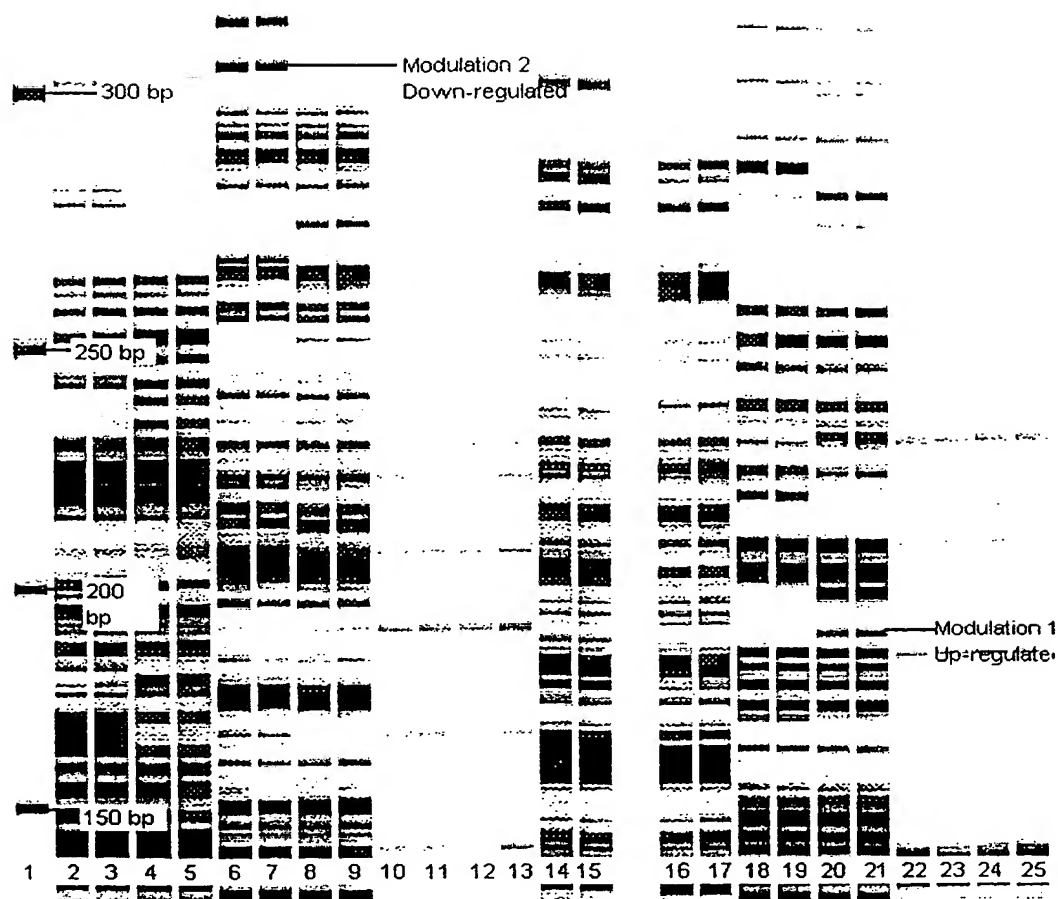 Modulation 2
Down-regulated
300 bp
250 bp
200
bp
Modulation 1
Up-regulate
150 bp
1 2 3 4 5 6 7 8 9 10 11 12 13 14 15 16 17 18 19 20 21 22 23 24 25